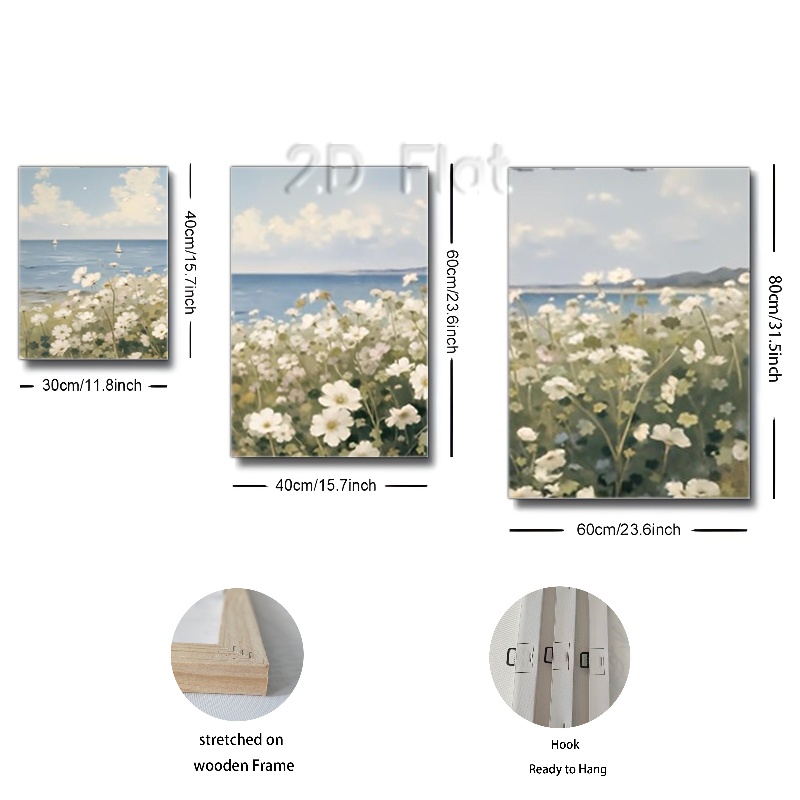 2D Flat
40cm/15.7inch
30cm/11.8inch
60cm/23.6inch
40cm/15.7inch
80cm/31.5inch
60cm/23.6inch
stretched on
wooden Frame
Hook
Ready to Hang